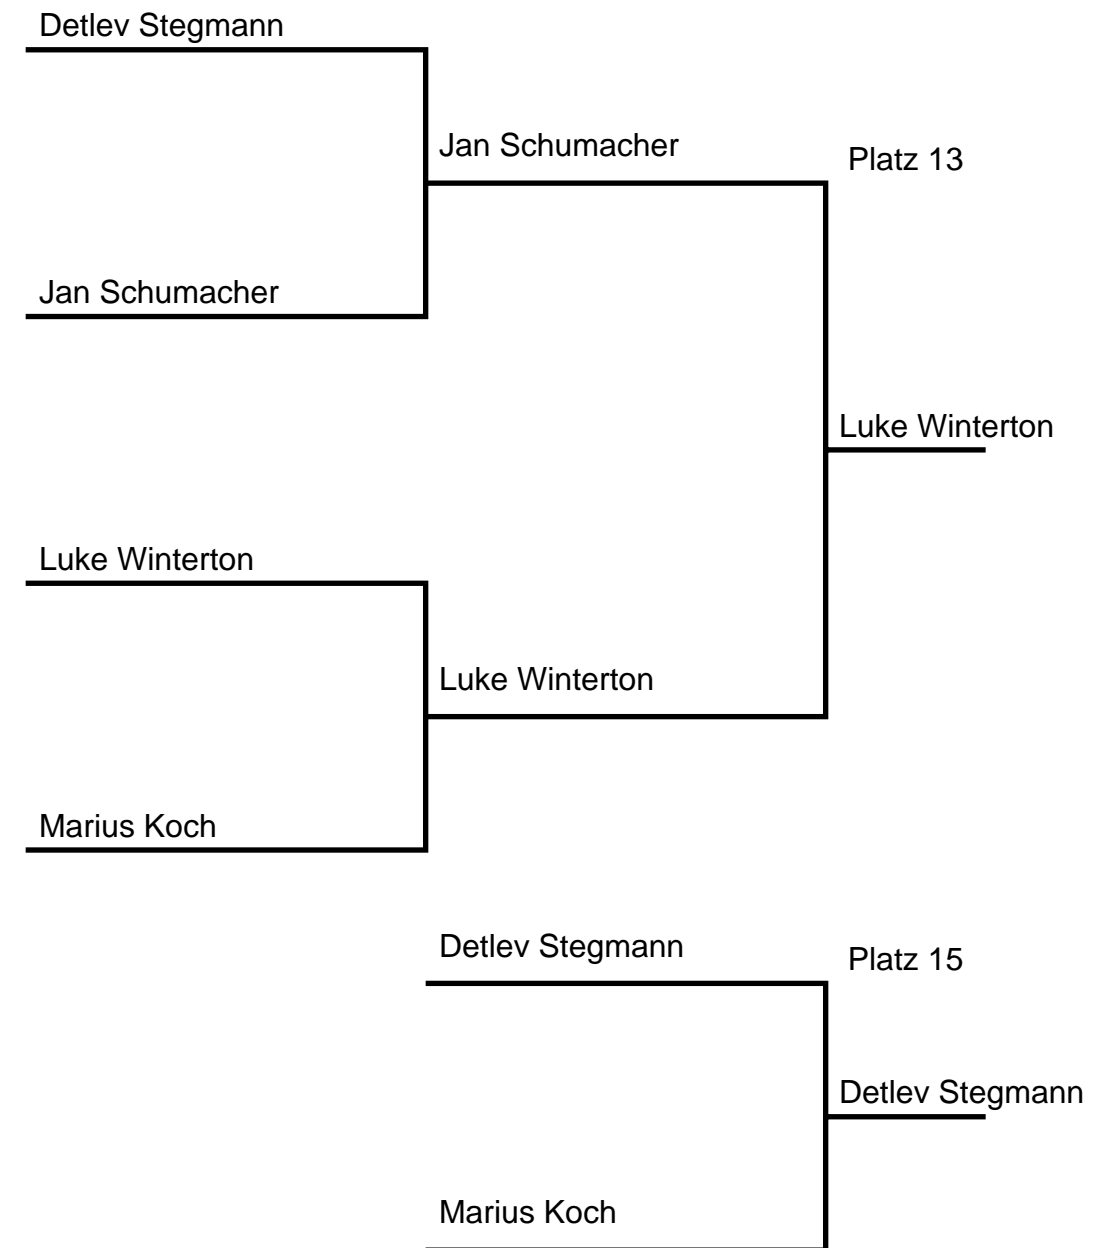 Detlev Stegmann
Jan Schumacher
Platz 13
Jan Schumacher
Luke Winterton
Luke Winterton
Luke Winterton
Marius Koch
Detlev Stegmann
Platz 15
Detlev Stegmann
Marius Koch